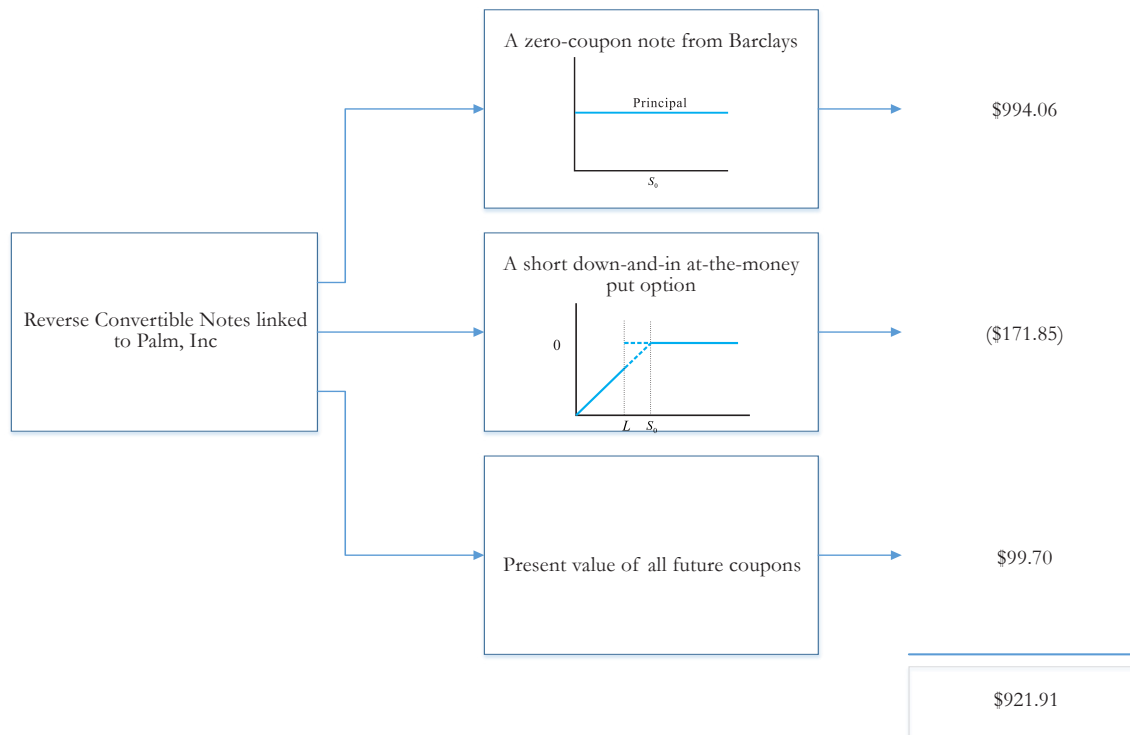 Reverse Convertible Notes linked
to Palm, Inc
A zero-coupon note from Barclays
Principal
S₀
$994.06
A short down-and-in at-the-money
put option
0
L S₀
($171.85)
Present value of all future coupons
$99.70
$921.91